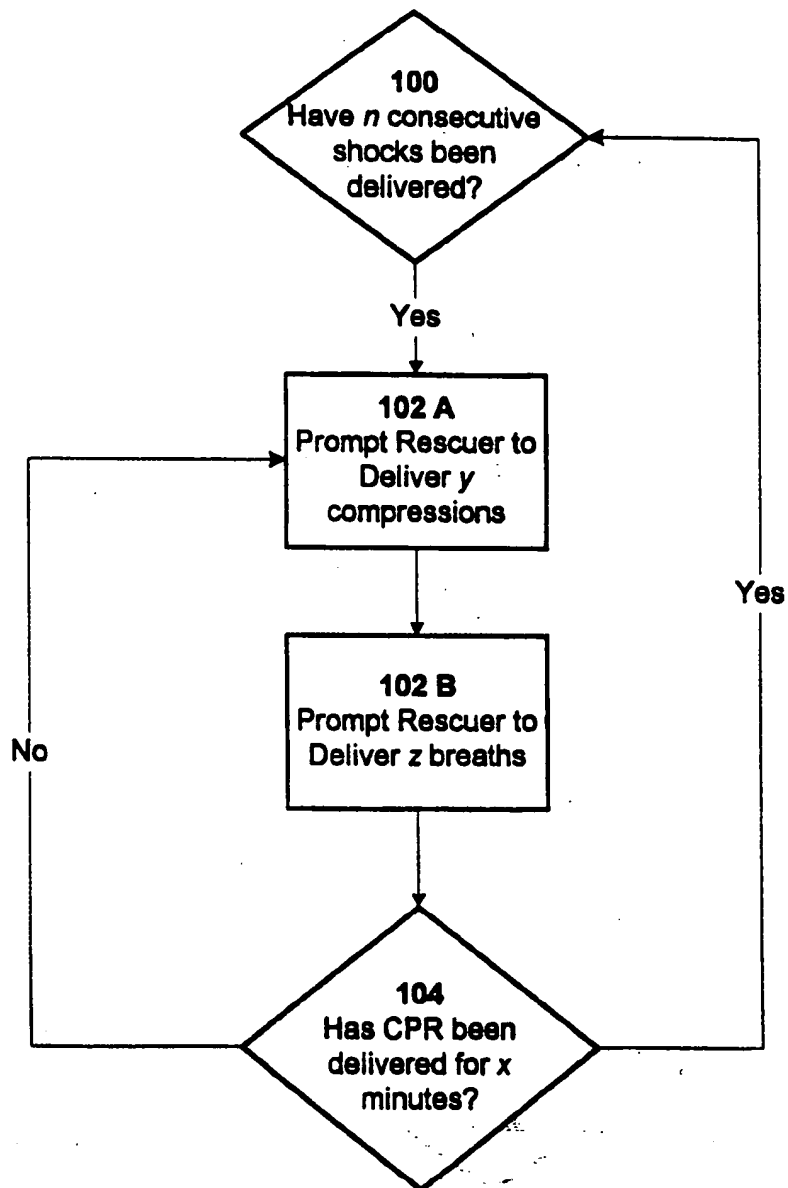 100
Have n consecutive
shocks been
delivered?
Yes
102 A
Prompt Rescuer to
Deliver y
compressions
102 B
Prompt Rescuer to
Deliver z breaths
No
Yes
104
Has CPR been
delivered for x
minutes?